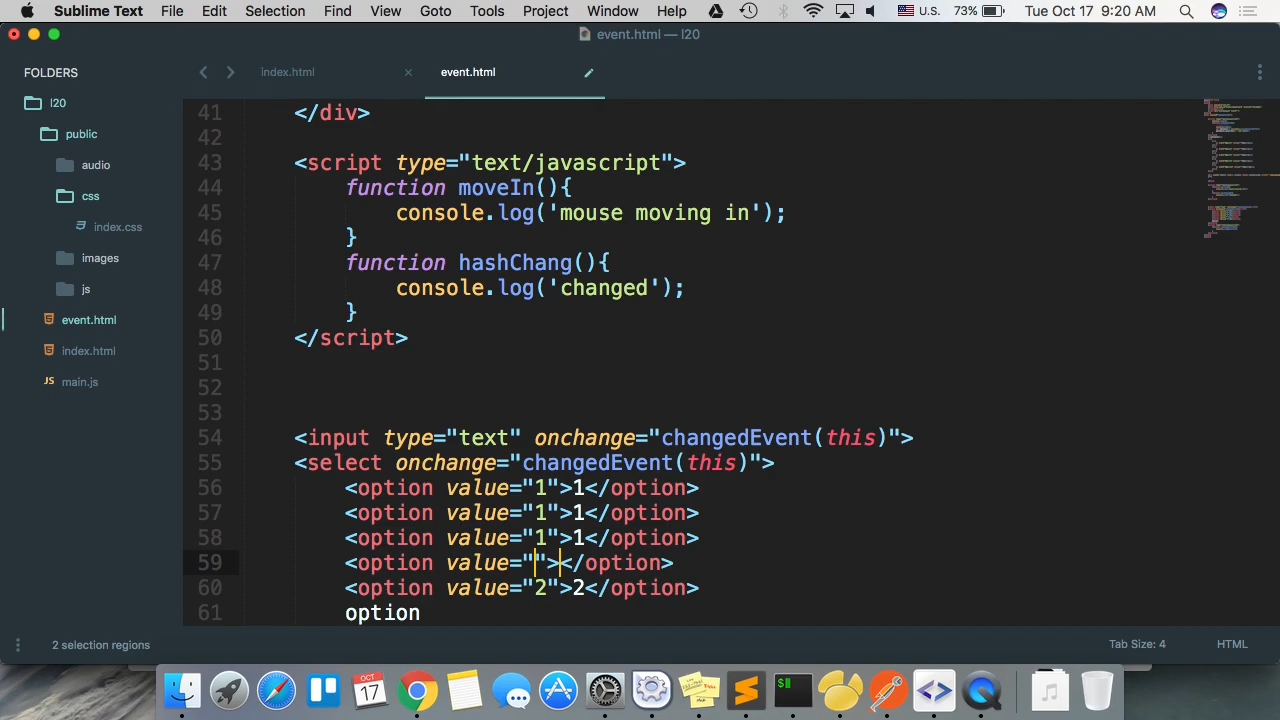 Sublime Text File Edit Selection Find View Goto Tools Project Window Help U.S. 73% Tue Oct 17 9:20 AM
event.html — l20
FOLDERS
l20
public
audio
css
index.css
images
js
event.html
index.html
main.js
index.html × event.html
41 </div>
42
43 <script type="text/javascript">
44 function moveIn(){
45 console.log('mouse moving in');
46 }
47 function hashChang(){
48 console.log('changed');
49 }
50 </script>
51
52
53
54 <input type="text" onchange="changedEvent(this)">
55 <select onchange="changedEvent(this)">
56 <option value="1">1</option>
57 <option value="1">1</option>
58 <option value="1">1</option>
59 <option value=""></option>
60 <option value="2">2</option>
61 option
2 selection regions Tab Size: 4 HTML
OCT
17